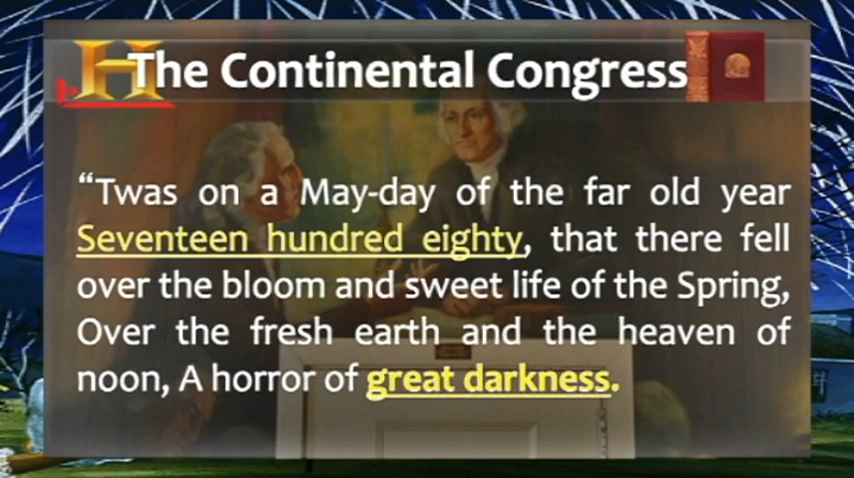 The Continental Congress
“Twas on a May-day of the far old year
Seventeen hundred eighty, that there fell
over the bloom and sweet life of the Spring,
Over the fresh earth and the heaven of
noon, A horror of great darkness.